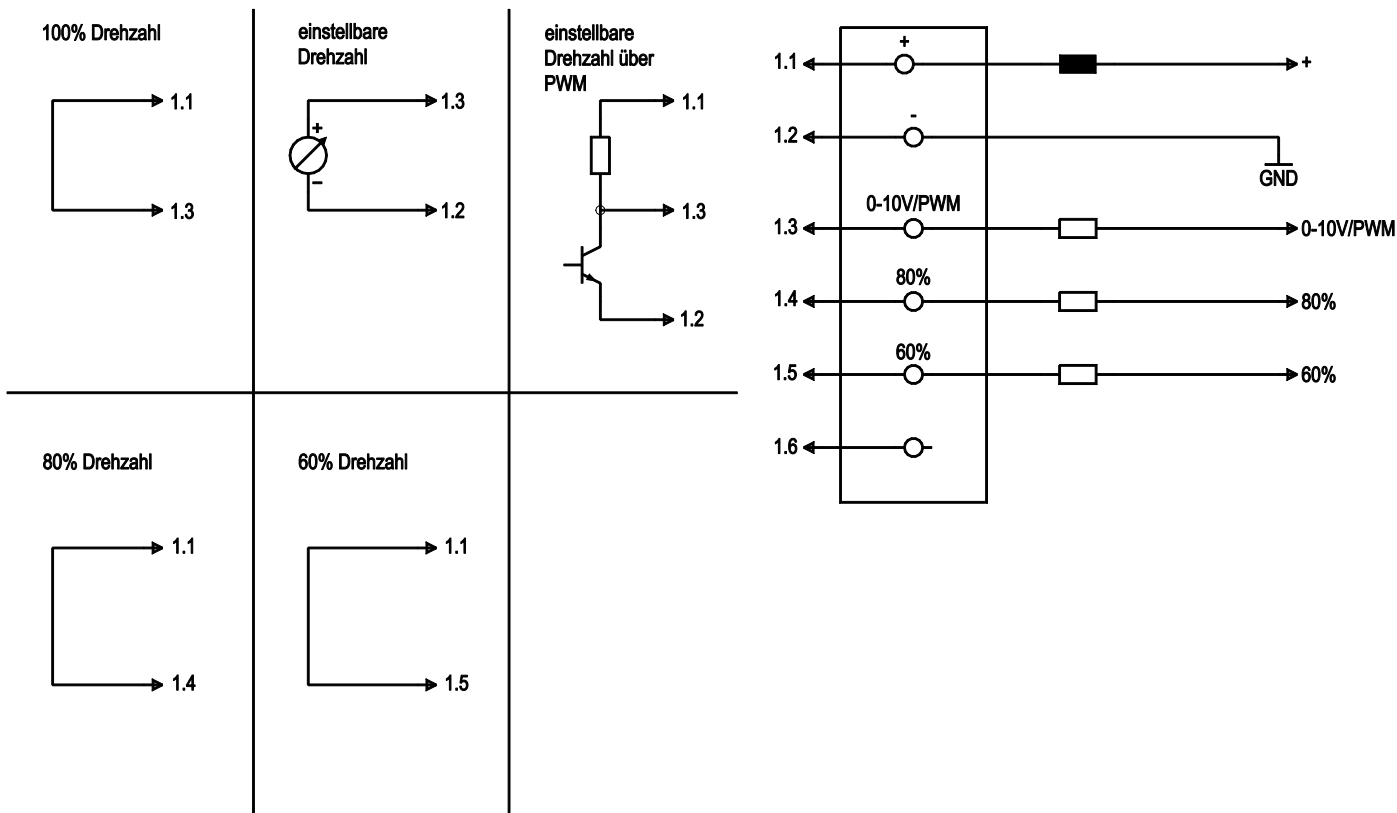 100% Drehzahl
1.1
1.3
einstellbare
Drehzahl
+
1.3
–
1.2
einstellbare
Drehzahl über
PWM
1.1
1.3
1.2
80% Drehzahl
1.1
1.4
60% Drehzahl
1.1
1.5
+
1.1
+
-
1.2
GND
0-10V/PWM
1.3
0-10V/PWM
80%
1.4
80%
60%
1.5
60%
1.6